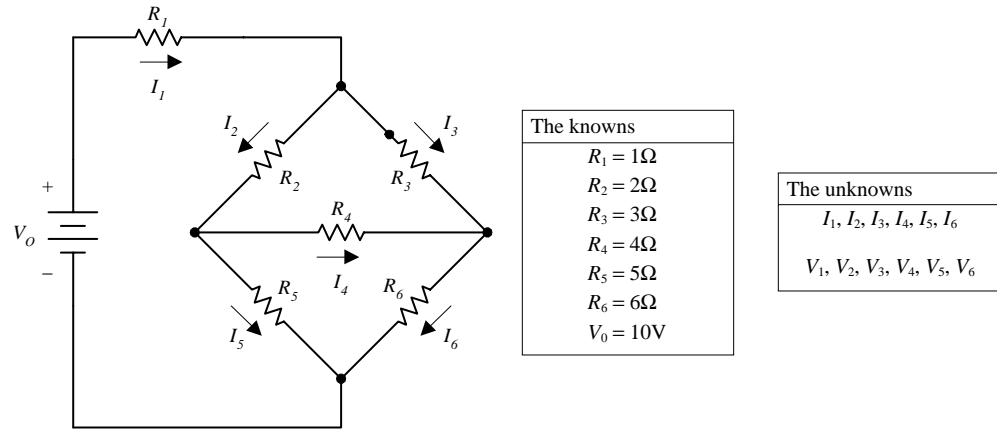 R1
I1
I2
I3
R2
R3
R4
+
VO
−
I4
R5
R6
I5
I6
The knowns
R1 = 1Ω
R2 = 2Ω
R3 = 3Ω
R4 = 4Ω
R5 = 5Ω
R6 = 6Ω
V0 = 10V
The unknowns
I1, I2, I3, I4, I5, I6
V1, V2, V3, V4, V5, V6